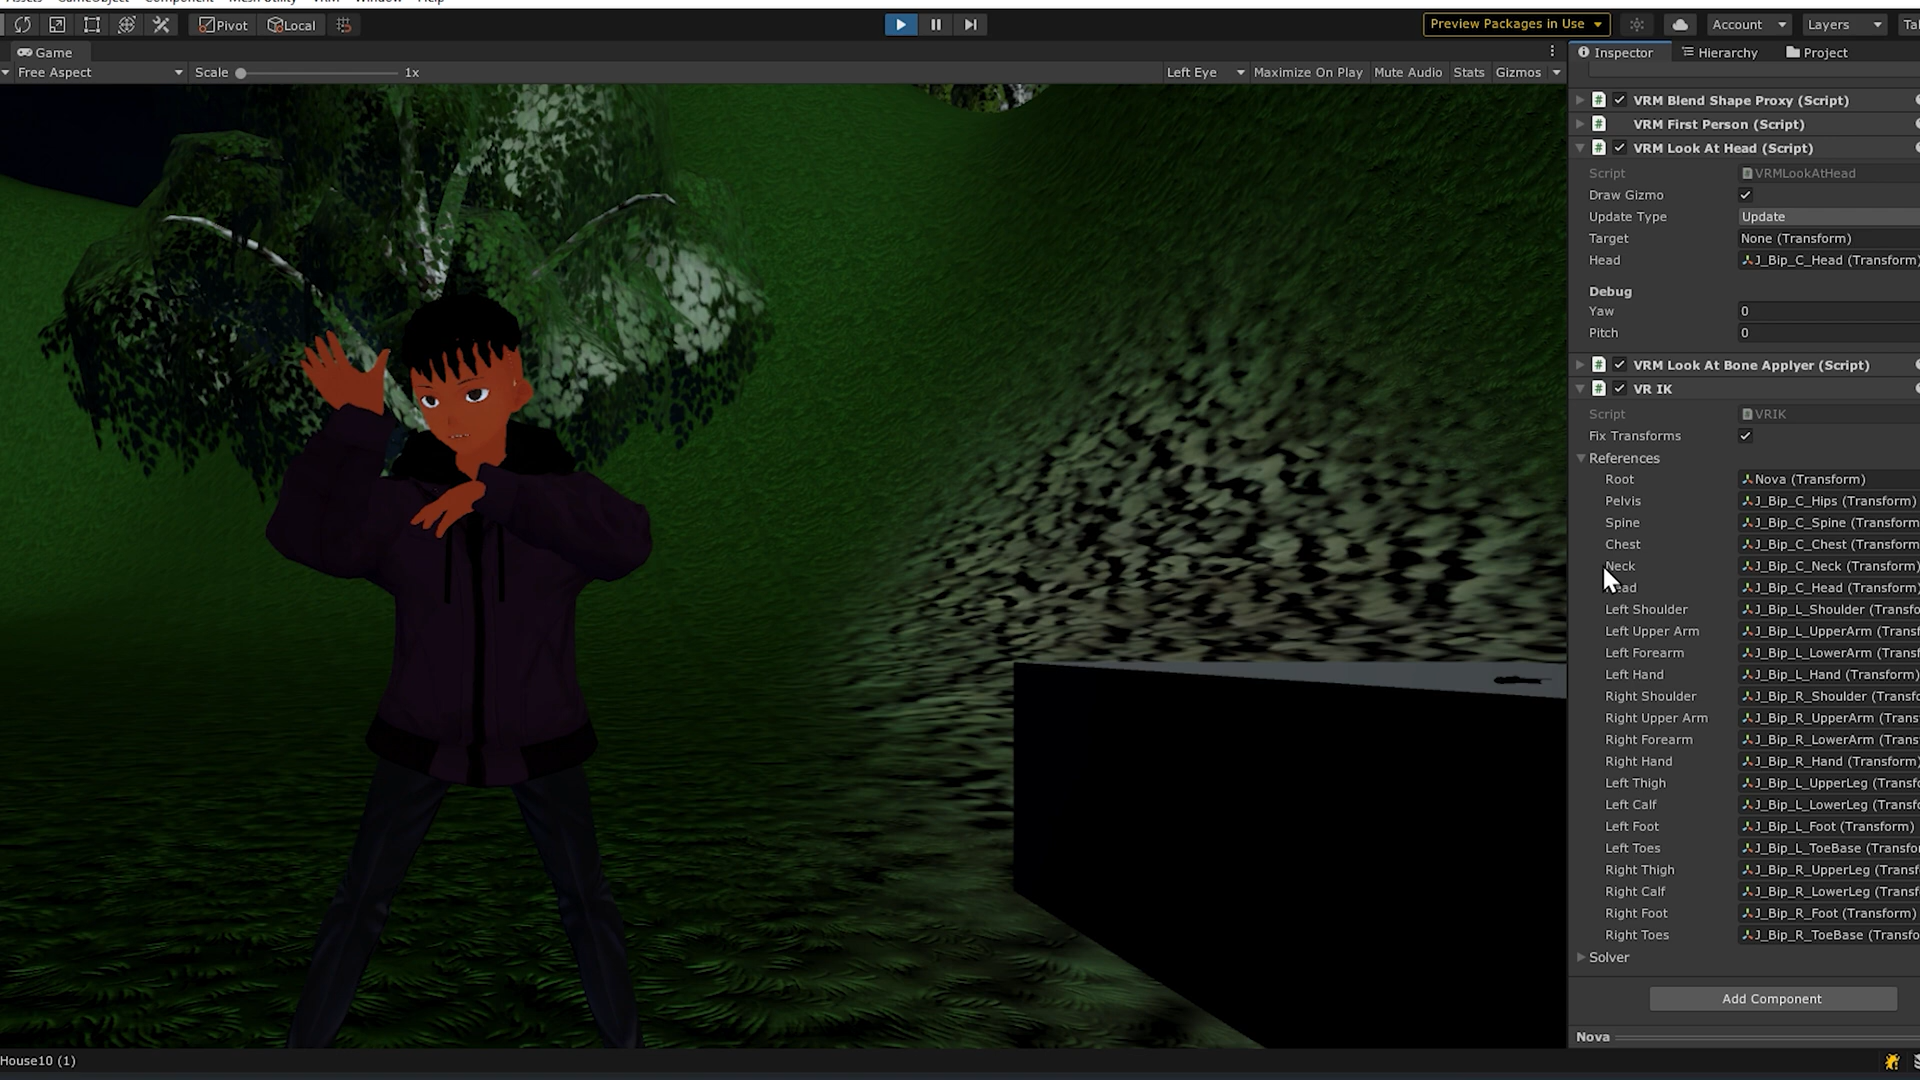 Pivot Local Preview Packages in Use Account Layers
Game Inspector Hierarchy Project
Free Aspect Scale 1x Left Eye Maximize On Play Mute Audio Stats Gizmos
# VRM Blend Shape Proxy (Script)
# VRM First Person (Script)
# VRM Look At Head (Script)
Script VRMLookAtHead
Draw Gizmo
Update Type Update
Target None (Transform)
Head J_Bip_C_Head (Transform)
Debug
Yaw 0
Pitch 0
# VRM Look At Bone Applyer (Script)
# VR IK
Script VRIK
Fix Transforms
References
Root Nova (Transform)
Pelvis J_Bip_C_Hips (Transform)
Spine J_Bip_C_Spine (Transform
Chest J_Bip_C_Chest (Transform
Neck J_Bip_C_Neck (Transform)
ead J_Bip_C_Head (Transform)
Left Shoulder J_Bip_L_Shoulder (Transfo
Left Upper Arm J_Bip_L_UpperArm (Transf
Left Forearm J_Bip_L_LowerArm (Transf
Left Hand J_Bip_L_Hand (Transform)
Right Shoulder J_Bip_R_Shoulder (Transfo
Right Upper Arm J_Bip_R_UpperArm (Trans
Right Forearm J_Bip_R_LowerArm (Trans
Right Hand J_Bip_R_Hand (Transform)
Left Thigh J_Bip_L_UpperLeg (Transfo
Left Calf J_Bip_L_LowerLeg (Transfo
Left Foot J_Bip_L_Foot (Transform)
Left Toes J_Bip_L_ToeBase (Transfo
Right Thigh J_Bip_R_UpperLeg (Transf
Right Calf J_Bip_R_LowerLeg (Transf
Right Foot J_Bip_R_Foot (Transform)
Right Toes J_Bip_R_ToeBase (Transfo
Solver
Add Component
Nova
House10 (1)